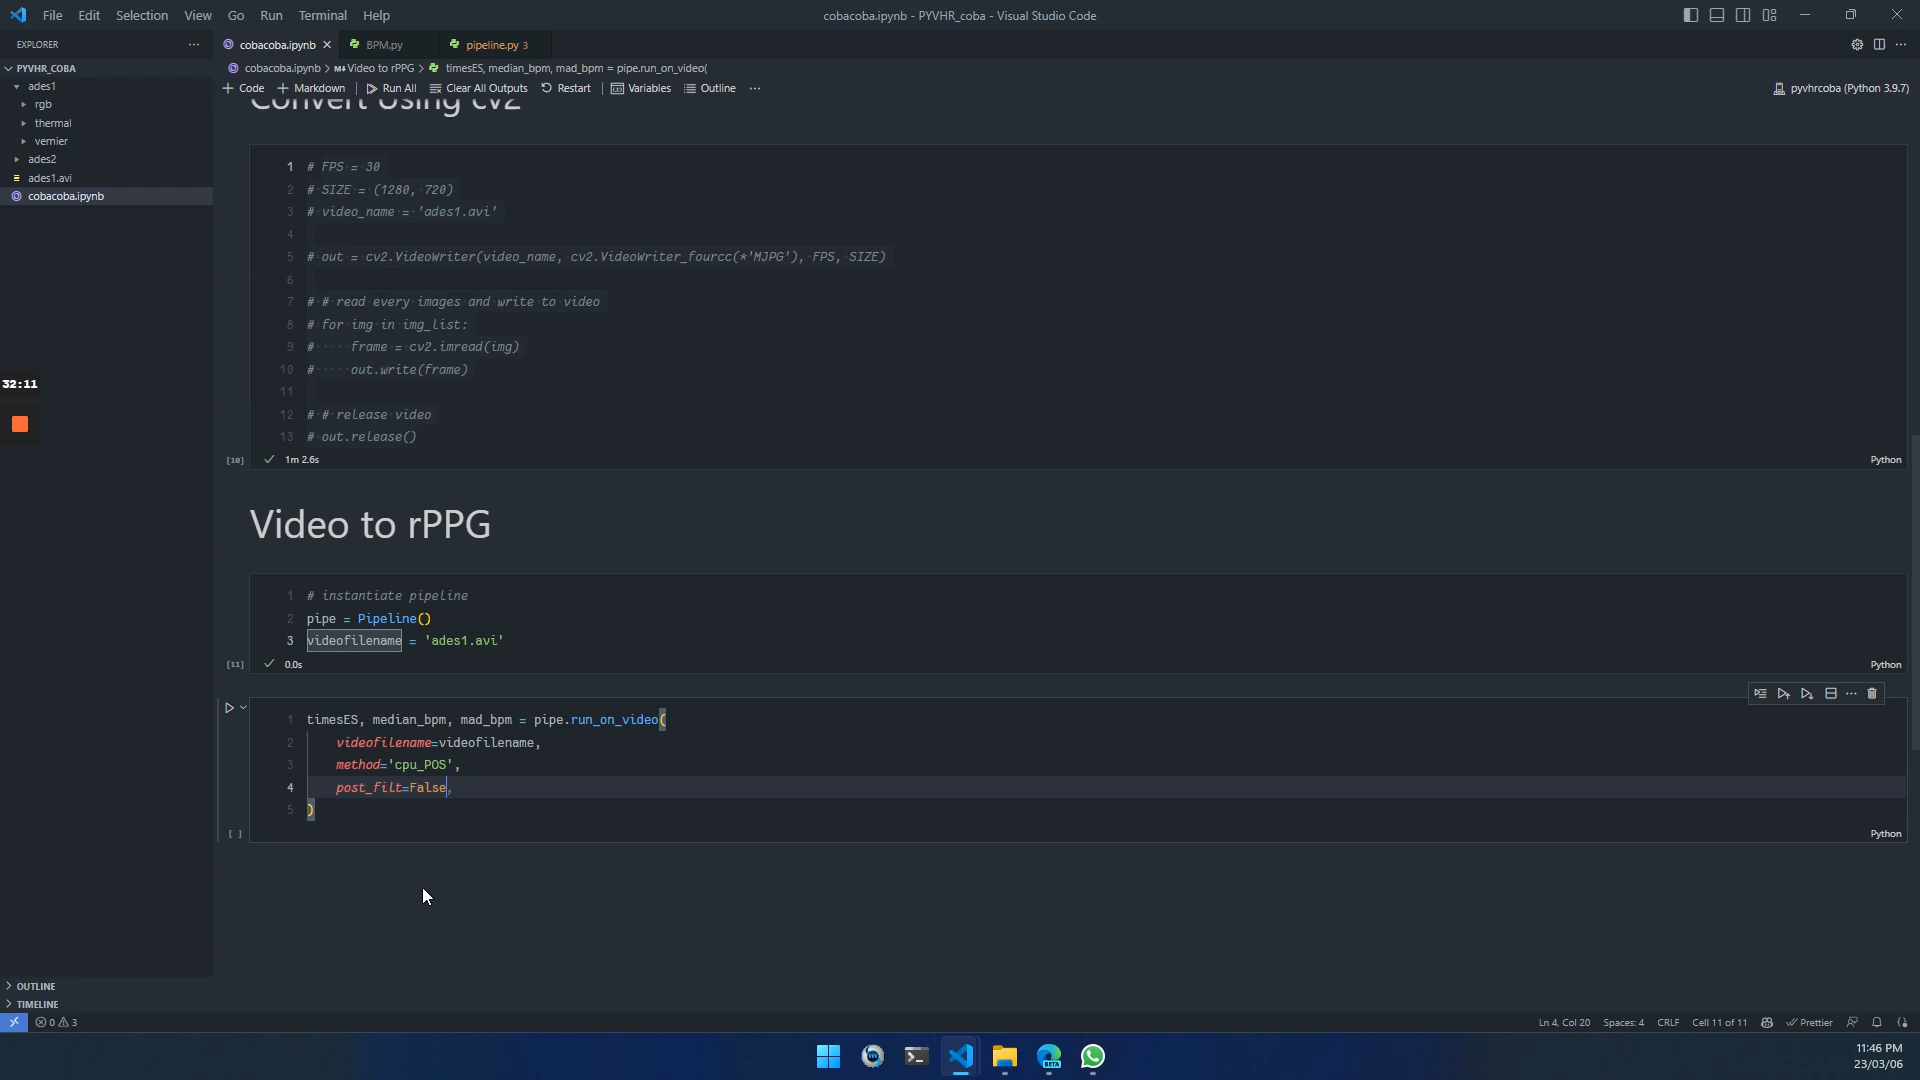 File Edit Selection View Go Run Terminal Help
cobacoba.ipynb - PYVHR_coba - Visual Studio Code
EXPLORER
cobacoba.ipynb
BPM.py
pipeline.py 3
PYVHR_COBA
cobacoba.ipynb > M↓ Video to rPPG > timesES, median_bpm, mad_bpm = pipe.run_on_video(
ades1
+ Code + Markdown Run All Clear All Outputs Restart Variables Outline ...
pyvhrcoba (Python 3.9.7)
rgb
thermal
vernier
ades2
ades1.avi
cobacoba.ipynb
Convert Using cv2
1 # FPS = 30
2 # SIZE = (1280, 720)
3 # video_name = 'ades1.avi'
4
5 # out = cv2.VideoWriter(video_name, cv2.VideoWriter_fourcc(*'MJPG'), FPS, SIZE)
6
7 # # read every images and write to video
8 # for img in img_list:
9 #     frame = cv2.imread(img)
10 #     out.write(frame)
11
12 # # release video
13 # out.release()
[10] 1m 2.6s
Python
32:11
Video to rPPG
1 # instantiate pipeline
2 pipe = Pipeline()
3 videofilename = 'ades1.avi'
[11] 0.0s
Python
1 timesES, median_bpm, mad_bpm = pipe.run_on_video(
2     videofilename=videofilename,
3     method='cpu_POS',
4     post_filt=False,
5 )
[ ]
Python
OUTLINE
TIMELINE
0 3
Ln 4, Col 20 Spaces: 4 CRLF Cell 11 of 11 Prettier
BETA
11:46 PM
23/03/06